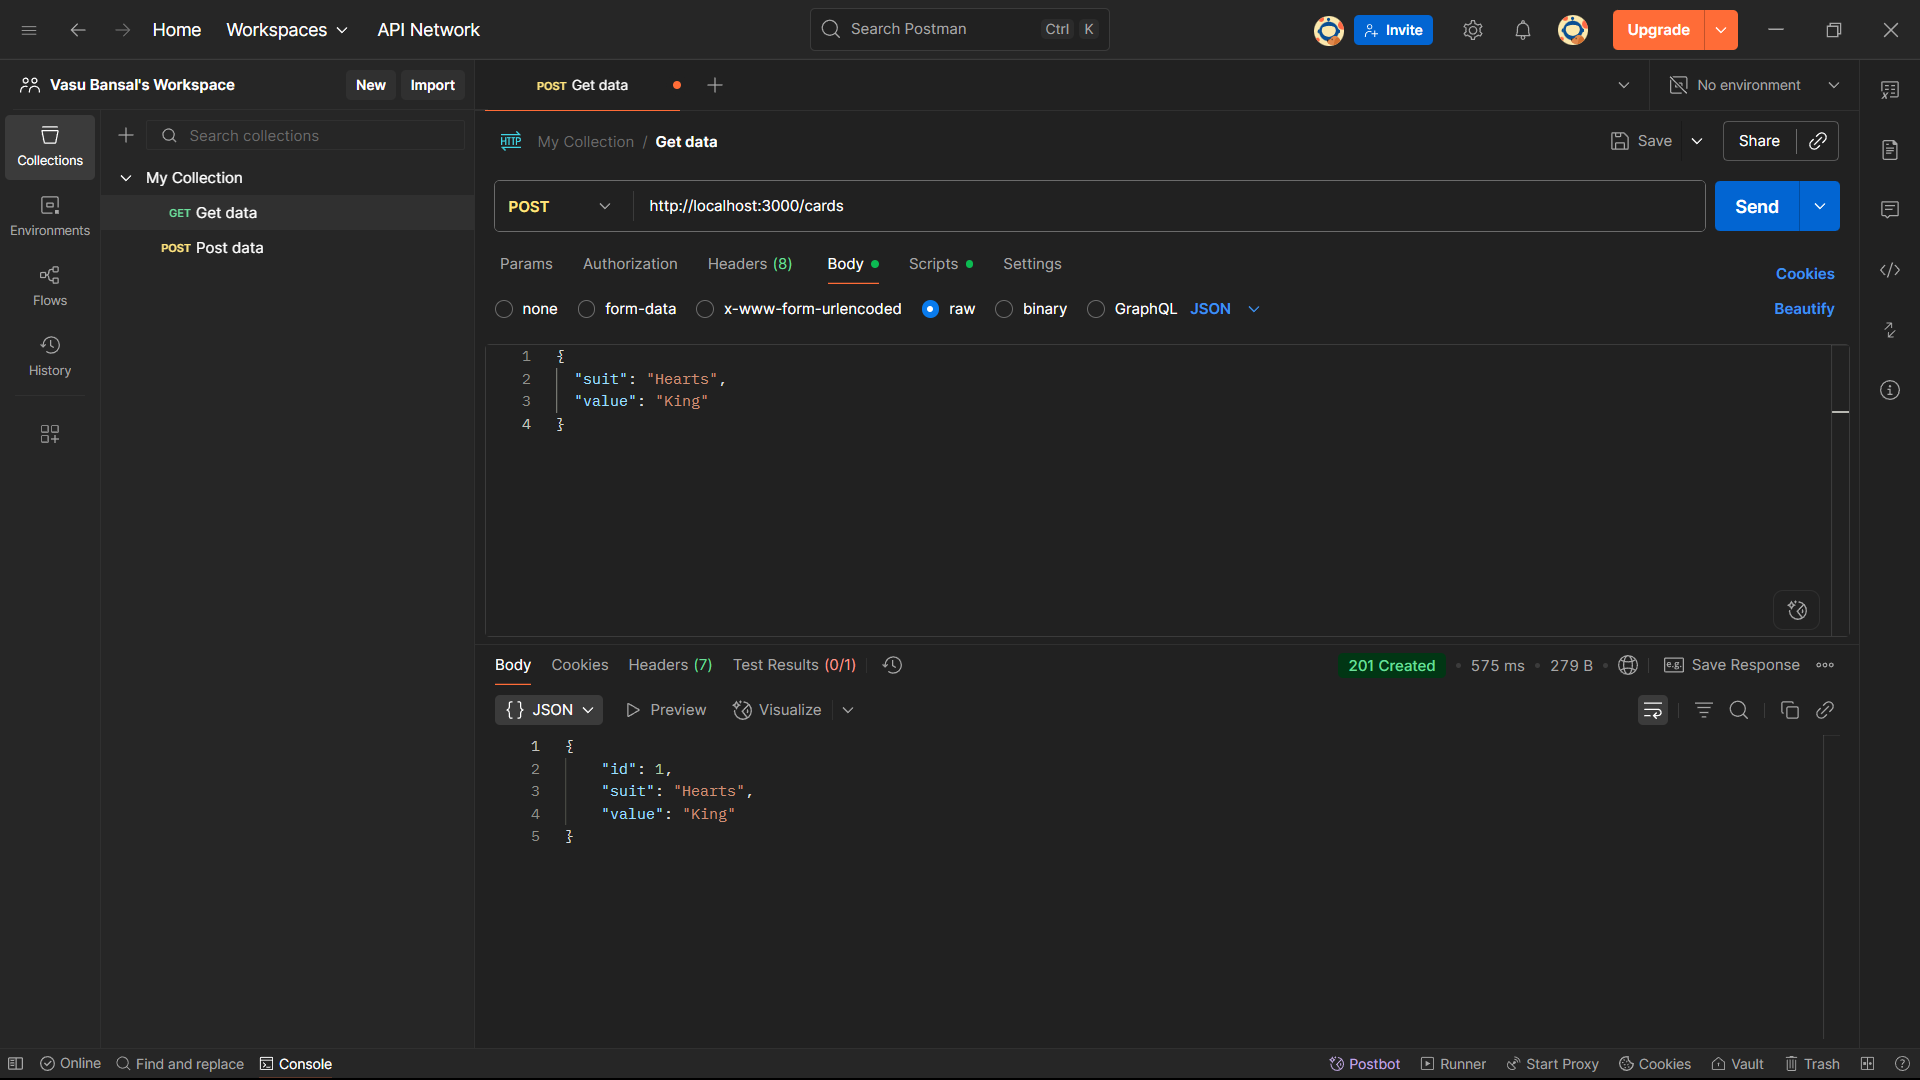 Home Workspaces API Network Search Postman Ctrl K Invite Upgrade
Vasu Bansal's Workspace New Import POST Get data No environment
Search collections
Collections
My Collection / Get data Save Share
My Collection
GET Get data
POST Post data
Environments
Flows
History
POST http://localhost:3000/cards Send
Params Authorization Headers (8) Body Scripts Settings Cookies
none form-data x-www-form-urlencoded raw binary GraphQL JSON Beautify
1 {
2 "suit": "Hearts",
3 "value": "King"
4 }
Body Cookies Headers (7) Test Results (0/1) 201 Created 575 ms 279 B e.g. Save Response
{} JSON Preview Visualize
1 {
2 "id": 1,
3 "suit": "Hearts",
4 "value": "King"
5 }
Online Find and replace Console Postbot Runner Start Proxy Cookies Vault Trash